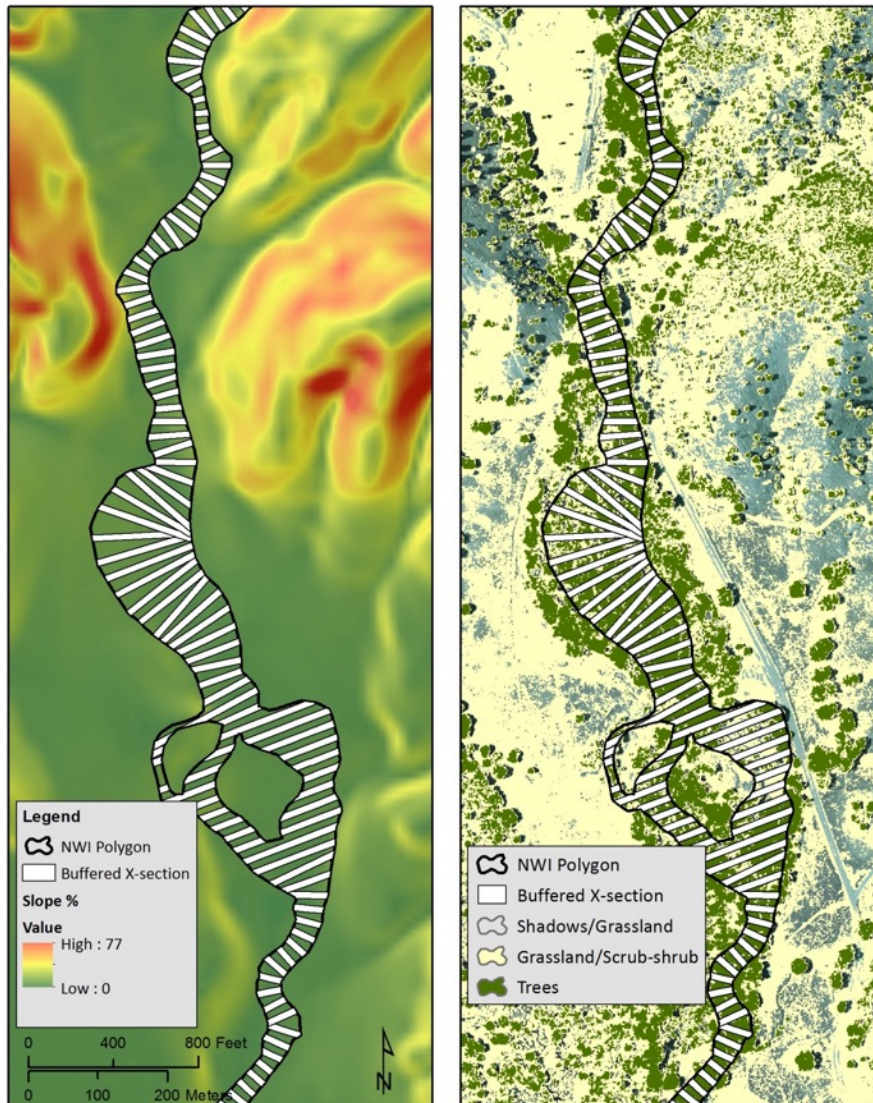 Legend
NWI Polygon
Buffered X-section
Slope %
Value
High : 77
Low : 0
0 400 800 Feet
0 100 200 Meters
N
NWI Polygon
Buffered X-section
Shadows/Grassland
Grassland/Scrub-shrub
Trees